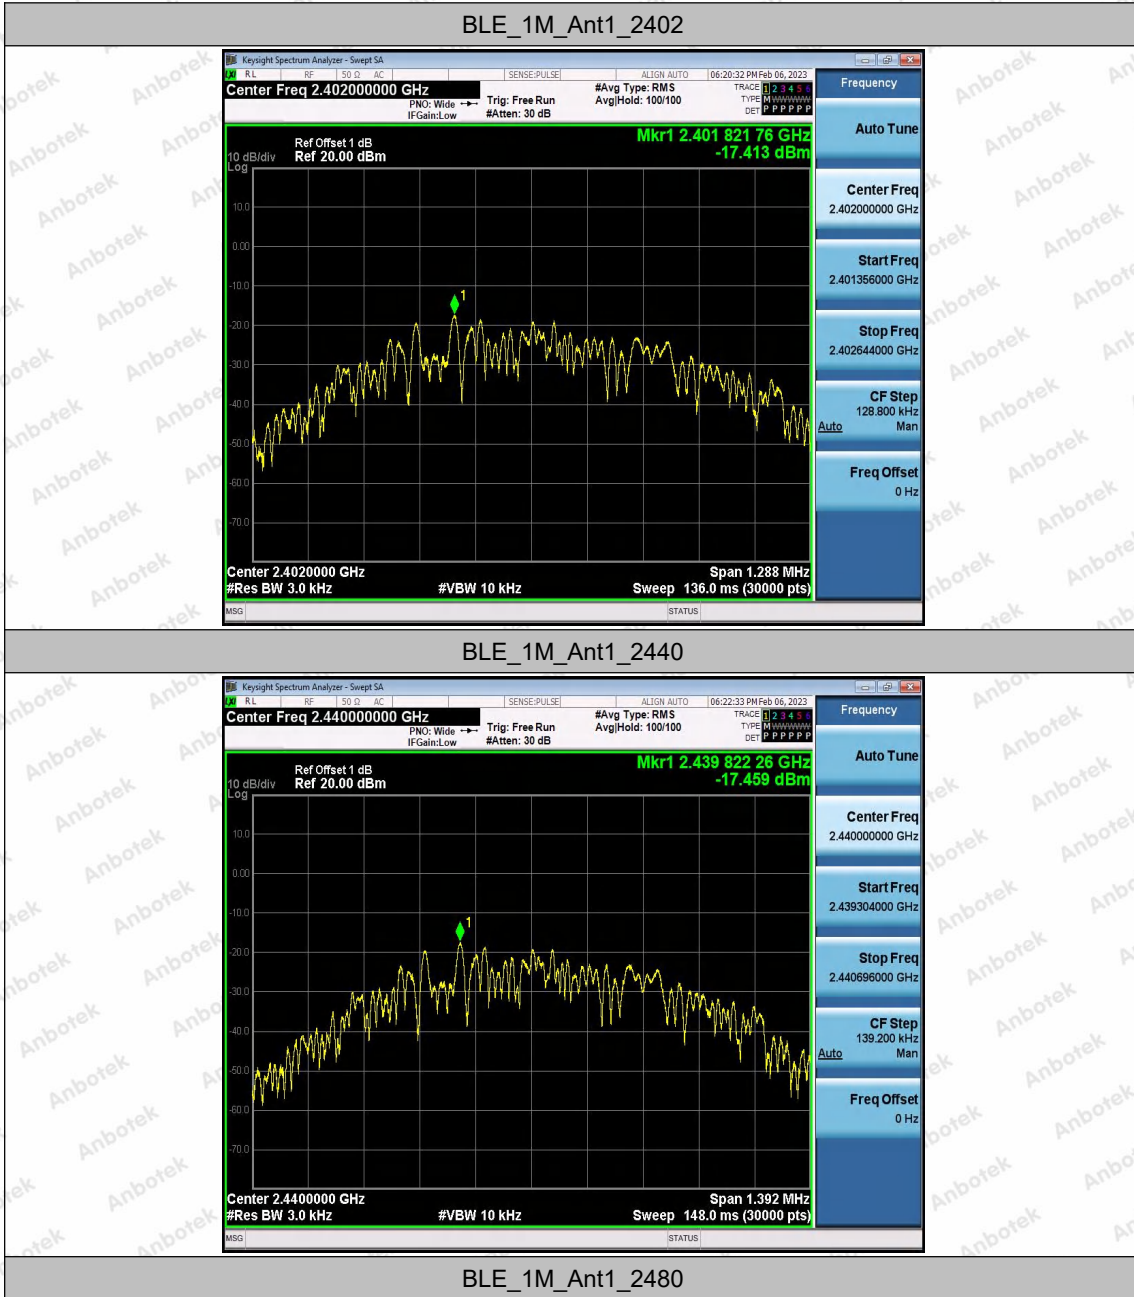 BLE_1M_Ant1_2402
Keysight Spectrum Analyzer - Swept SA
LXI RL RF 50 Ω AC SENSE:PULSE ALIGN AUTO 06:20:32 PM Feb 06, 2023
Center Freq 2.402000000 GHz
PNO: Wide
IFGain:Low
Trig: Free Run
#Atten: 30 dB
#Avg Type: RMS
Avg|Hold: 100/100
TRACE 1 2 3 4 5 6
TYPE M W W W W W
DET P P P P P P
Frequency
Mkr1 2.401 821 76 GHz
-17.413 dBm
Ref Offset 1 dB
10 dB/div Ref 20.00 dBm
Log
10.0
0.00
-10.0
-20.0
-30.0
-40.0
-50.0
-60.0
-70.0
1
Center 2.4020000 GHz
Span 1.288 MHz
#Res BW 3.0 kHz
#VBW 10 kHz
Sweep 136.0 ms (30000 pts)
MSG
STATUS
Auto Tune
Center Freq
2.402000000 GHz
Start Freq
2.401356000 GHz
Stop Freq
2.402644000 GHz
CF Step
128.800 kHz
Auto Man
Freq Offset
0 Hz
BLE_1M_Ant1_2440
Keysight Spectrum Analyzer - Swept SA
LXI RL RF 50 Ω AC SENSE:PULSE ALIGN AUTO 06:22:33 PM Feb 06, 2023
Center Freq 2.440000000 GHz
PNO: Wide
IFGain:Low
Trig: Free Run
#Atten: 30 dB
#Avg Type: RMS
Avg|Hold: 100/100
TRACE 1 2 3 4 5 6
TYPE M W W W W W
DET P P P P P P
Frequency
Mkr1 2.439 822 26 GHz
-17.459 dBm
Ref Offset 1 dB
10 dB/div Ref 20.00 dBm
Log
10.0
0.00
-10.0
-20.0
-30.0
-40.0
-50.0
-60.0
-70.0
1
Center 2.4400000 GHz
Span 1.392 MHz
#Res BW 3.0 kHz
#VBW 10 kHz
Sweep 148.0 ms (30000 pts)
MSG
STATUS
Auto Tune
Center Freq
2.440000000 GHz
Start Freq
2.439304000 GHz
Stop Freq
2.440696000 GHz
CF Step
139.200 kHz
Auto Man
Freq Offset
0 Hz
BLE_1M_Ant1_2480
Anbotek